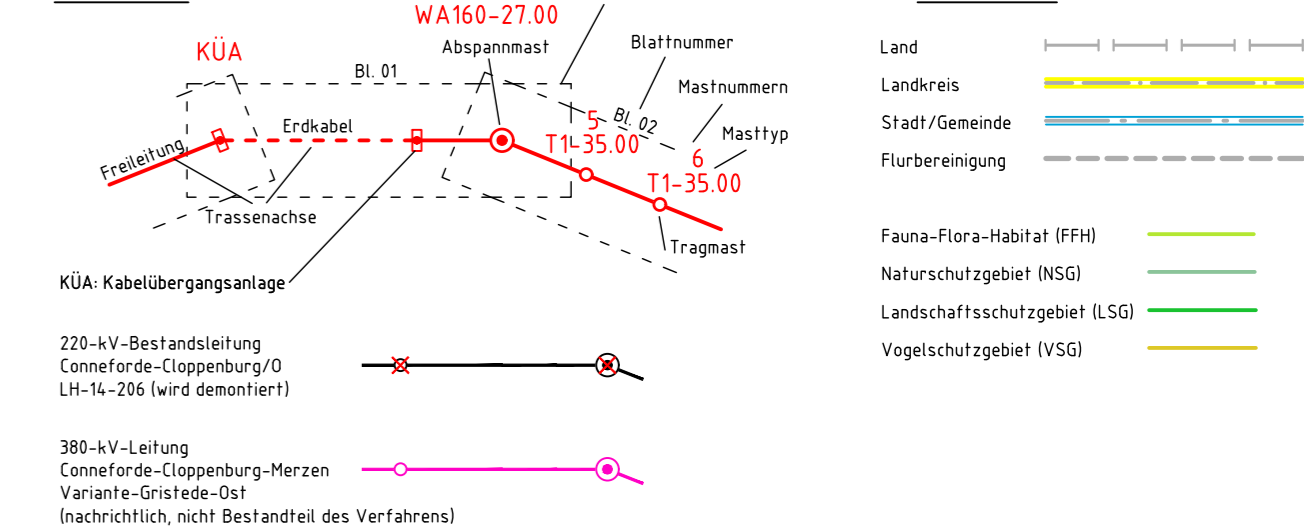 WA160-27.00
KÜA
Abspannmast
Blattnummer
Bl. 01
Mastnummern
Erdkabel
5
Bl. 02
Masttyp
T1-35.00
Freileitung
6
T1-35.00
Trassenachse
Tragmast
KÜA: Kabelübergangsanlage
220-kV-Bestandsleitung
Conneforde-Cloppenburg/O
LH-14-206 (wird demontiert)
380-kV-Leitung
Conneforde-Cloppenburg-Merzen
Variante-Gristede-Ost
(nachrichtlich, nicht Bestandteil des Verfahrens)
Land
Landkreis
Stadt/Gemeinde
Flurbereinigung
Fauna-Flora-Habitat (FFH)
Naturschutzgebiet (NSG)
Landschaftsschutzgebiet (LSG)
Vogelschutzgebiet (VSG)